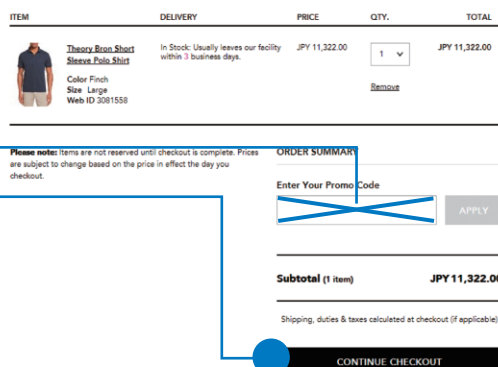 ITEM DELIVERY PRICE QTY. TOTAL
Theory Bron Short
Sleeve Polo Shirt
Color Finch
Size Large
Web ID 3081558
In Stock: Usually leaves our facility
within 3 business days.
JPY 11,322.00
1
Remove
JPY 11,322.00
Please note: Items are not reserved until checkout is complete. Prices
are subject to change based on the price in effect the day you
checkout.
ORDER SUMMARY
Enter Your Promo Code
APPLY
Subtotal (1 item) JPY 11,322.00
Shipping, duties & taxes calculated at checkout (if applicable)
CONTINUE CHECKOUT